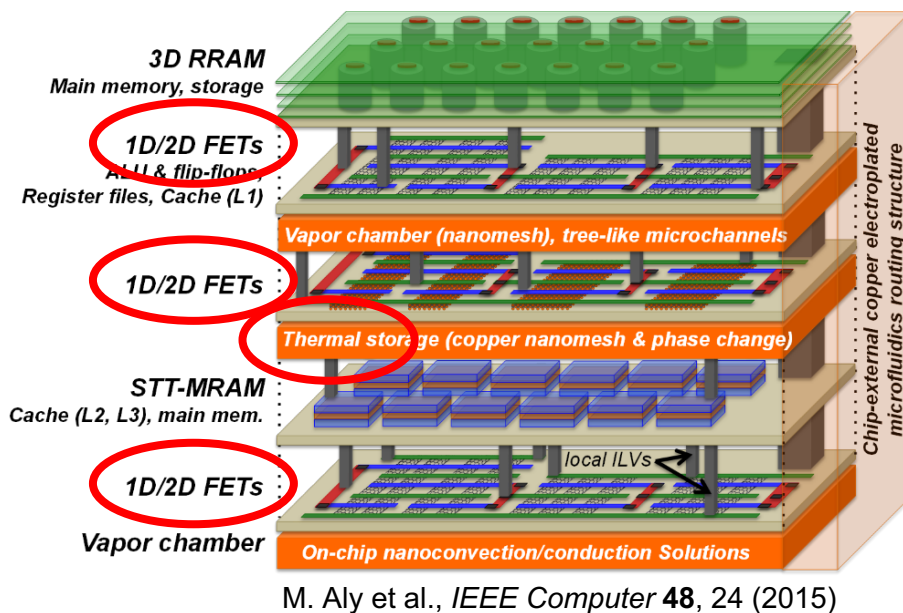 3D RRAM
Main memory, storage
1D/2D FETs
ALU & flip-flops,
Register files, Cache (L1)
Vapor chamber (nanomesh), tree-like microchannels
1D/2D FETs
Thermal storage (copper nanomesh & phase change)
STT-MRAM
Cache (L2, L3), main mem.
local ILVs
1D/2D FETs
Vapor chamber
On-chip nanoconvection/conduction Solutions
Chip-external copper electroplated
microfluidics routing structure
M. Aly et al., IEEE Computer 48, 24 (2015)